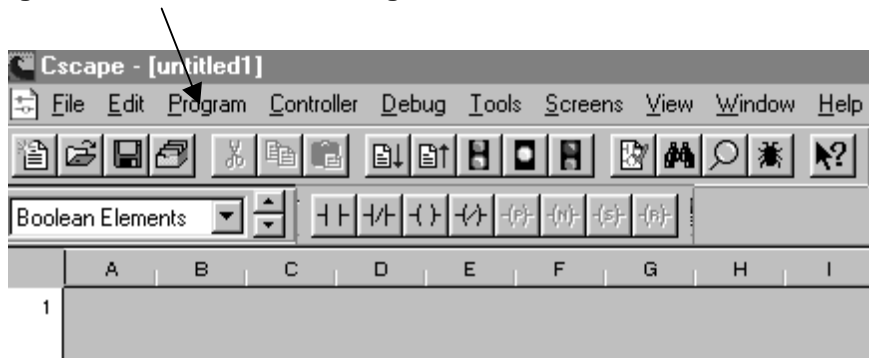 Cscape - [untitled1]
File Edit Program Controller Debug Tools Screens View Window Help
Boolean Elements (P) (N) (S) (R)
A B C D E F G H I
1